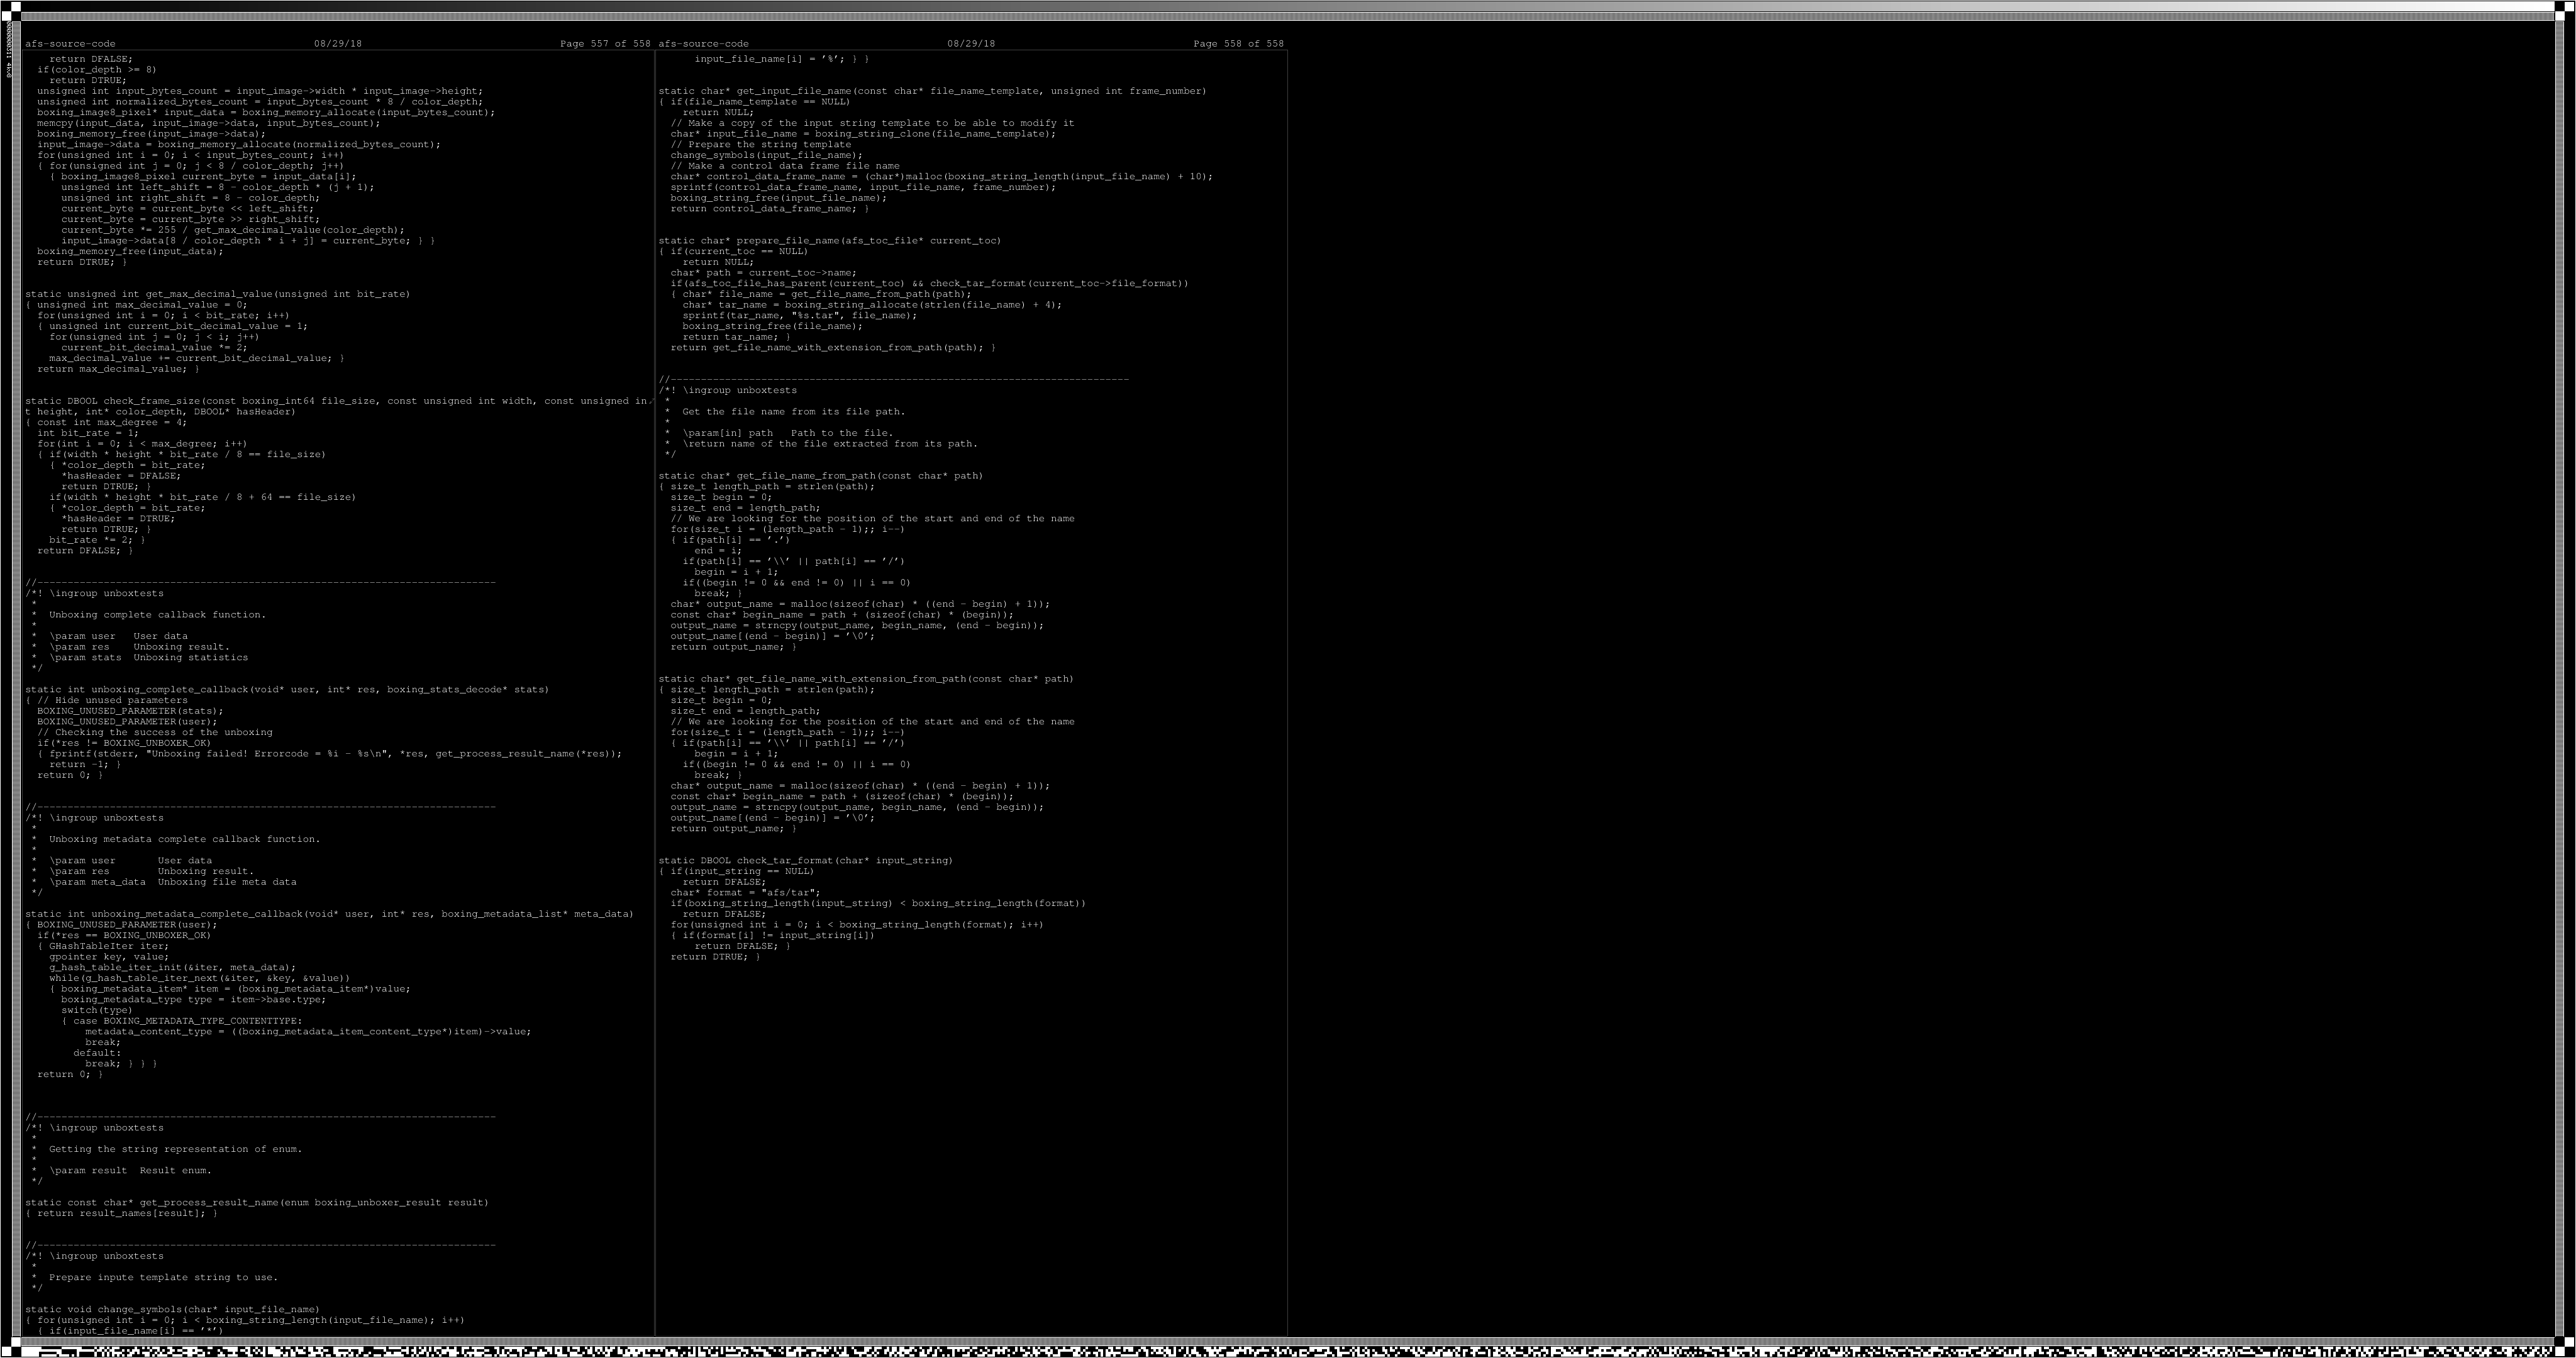 afs-source-code 08/29/18 Page 557 of 558
    return DFALSE;
  if(color_depth >= 8)
    return DTRUE;
  unsigned int input_bytes_count = input_image->width * input_image->height;
  unsigned int normalized_bytes_count = input_bytes_count * 8 / color_depth;
  boxing_image8_pixel* input_data = boxing_memory_allocate(input_bytes_count);
  memcpy(input_data, input_image->data, input_bytes_count);
  boxing_memory_free(input_image->data);
  input_image->data = boxing_memory_allocate(normalized_bytes_count);
  for(unsigned int i = 0; i < input_bytes_count; i++)
  { for(unsigned int j = 0; j < 8 / color_depth; j++)
    { boxing_image8_pixel current_byte = input_data[i];
      unsigned int left_shift = 8 - color_depth * (j + 1);
      unsigned int right_shift = 8 - color_depth;
      current_byte = current_byte << left_shift;
      current_byte = current_byte >> right_shift;
      current_byte *= 255 / get_max_decimal_value(color_depth);
      input_image->data[8 / color_depth * i + j] = current_byte; } }
  boxing_memory_free(input_data);
  return DTRUE; }

static unsigned int get_max_decimal_value(unsigned int bit_rate)
{ unsigned int max_decimal_value = 0;
  for(unsigned int i = 0; i < bit_rate; i++)
  { unsigned int current_bit_decimal_value = 1;
    for(unsigned int j = 0; j < i; j++)
      current_bit_decimal_value *= 2;
    max_decimal_value += current_bit_decimal_value; }
  return max_decimal_value; }

static DBOOL check_frame_size(const boxing_int64 file_size, const unsigned int width, const unsigned in
t height, int* color_depth, DBOOL* hasHeader)
{ const int max_degree = 4;
  int bit_rate = 1;
  for(int i = 0; i < max_degree; i++)
  { if(width * height * bit_rate / 8 == file_size)
    { *color_depth = bit_rate;
      *hasHeader = DFALSE;
      return DTRUE; }
    if(width * height * bit_rate / 8 + 64 == file_size)
    { *color_depth = bit_rate;
      *hasHeader = DTRUE;
      return DTRUE; }
    bit_rate *= 2; }
  return DFALSE; }

//----------------------------------------------------------------------------
/*! \ingroup unboxtests
 *
 *  Unboxing complete callback function.
 *
 *  \param user   User data
 *  \param res    Unboxing result.
 *  \param stats  Unboxing statistics
 */

static int unboxing_complete_callback(void* user, int* res, boxing_stats_decode* stats)
{ // Hide unused parameters
  BOXING_UNUSED_PARAMETER(stats);
  BOXING_UNUSED_PARAMETER(user);
  // Checking the success of the unboxing
  if(*res != BOXING_UNBOXER_OK)
  { fprintf(stderr, "Unboxing failed! Errorcode = %i - %s\n", *res, get_process_result_name(*res));
    return -1; }
  return 0; }

//----------------------------------------------------------------------------
/*! \ingroup unboxtests
 *
 *  Unboxing metadata complete callback function.
 *
 *  \param user       User data
 *  \param res        Unboxing result.
 *  \param meta_data  Unboxing file meta data
 */

static int unboxing_metadata_complete_callback(void* user, int* res, boxing_metadata_list* meta_data)
{ BOXING_UNUSED_PARAMETER(user);
  if(*res == BOXING_UNBOXER_OK)
  { GHashTableIter iter;
    gpointer key, value;
    g_hash_table_iter_init(&iter, meta_data);
    while(g_hash_table_iter_next(&iter, &key, &value))
    { boxing_metadata_item* item = (boxing_metadata_item*)value;
      boxing_metadata_type type = item->base.type;
      switch(type)
      { case BOXING_METADATA_TYPE_CONTENTTYPE:
          metadata_content_type = ((boxing_metadata_item_content_type*)item)->value;
          break;
        default:
          break; } } }
  return 0; }

//----------------------------------------------------------------------------
/*! \ingroup unboxtests
 *
 *  Getting the string representation of enum.
 *
 *  \param result  Result enum.
 */

static const char* get_process_result_name(enum boxing_unboxer_result result)
{ return result_names[result]; }

//----------------------------------------------------------------------------
/*! \ingroup unboxtests
 *
 *  Prepare inpute template string to use.
 */

static void change_symbols(char* input_file_name)
{ for(unsigned int i = 0; i < boxing_string_length(input_file_name); i++)
  { if(input_file_name[i] == '*')
afs-source-code 08/29/18 Page 558 of 558
      input_file_name[i] = '%'; } }

static char* get_input_file_name(const char* file_name_template, unsigned int frame_number)
{ if(file_name_template == NULL)
    return NULL;
  // Make a copy of the input string template to be able to modify it
  char* input_file_name = boxing_string_clone(file_name_template);
  // Prepare the string template
  change_symbols(input_file_name);
  // Make a control data frame file name
  char* control_data_frame_name = (char*)malloc(boxing_string_length(input_file_name) + 10);
  sprintf(control_data_frame_name, input_file_name, frame_number);
  boxing_string_free(input_file_name);
  return control_data_frame_name; }

static char* prepare_file_name(afs_toc_file* current_toc)
{ if(current_toc == NULL)
    return NULL;
  char* path = current_toc->name;
  if(afs_toc_file_has_parent(current_toc) && check_tar_format(current_toc->file_format))
  { char* file_name = get_file_name_from_path(path);
    char* tar_name = boxing_string_allocate(strlen(file_name) + 4);
    sprintf(tar_name, "%s.tar", file_name);
    boxing_string_free(file_name);
    return tar_name; }
  return get_file_name_with_extension_from_path(path); }

//----------------------------------------------------------------------------
/*! \ingroup unboxtests
 *
 *  Get the file name from its file path.
 *
 *
 *  \param[in] path   Path to the file.
 *  \return name of the file extracted from its path.
 */

static char* get_file_name_from_path(const char* path)
{ size_t length_path = strlen(path);
  size_t begin = 0;
  size_t end = length_path;
  // We are looking for the position of the start and end of the name
  for(size_t i = (length_path - 1);; i--)
  { if(path[i] == '.')
      end = i;
    if(path[i] == '\\' || path[i] == '/')
      begin = i + 1;
    if((begin != 0 && end != 0) || i == 0)
      break; }
  char* output_name = malloc(sizeof(char) * ((end - begin) + 1));
  const char* begin_name = path + (sizeof(char) * (begin));
  output_name = strncpy(output_name, begin_name, (end - begin));
  output_name[(end - begin)] = '\0';
  return output_name; }

static char* get_file_name_with_extension_from_path(const char* path)
{ size_t length_path = strlen(path);
  size_t begin = 0;
  size_t end = length_path;
  // We are looking for the position of the start and end of the name
  for(size_t i = (length_path - 1);; i--)
  { if(path[i] == '\\' || path[i] == '/')
      begin = i + 1;
    if((begin != 0 && end != 0) || i == 0)
      break; }
  char* output_name = malloc(sizeof(char) * ((end - begin) + 1));
  const char* begin_name = path + (sizeof(char) * (begin));
  output_name = strncpy(output_name, begin_name, (end - begin));
  output_name[(end - begin)] = '\0';
  return output_name; }

static DBOOL check_tar_format(char* input_string)
{ if(input_string == NULL)
    return DFALSE;
  char* format = "afs/tar";
  if(boxing_string_length(input_string) < boxing_string_length(format))
    return DFALSE;
  for(unsigned int i = 0; i < boxing_string_length(format); i++)
  { if(format[i] != input_string[i])
      return DFALSE; }
  return DTRUE; }